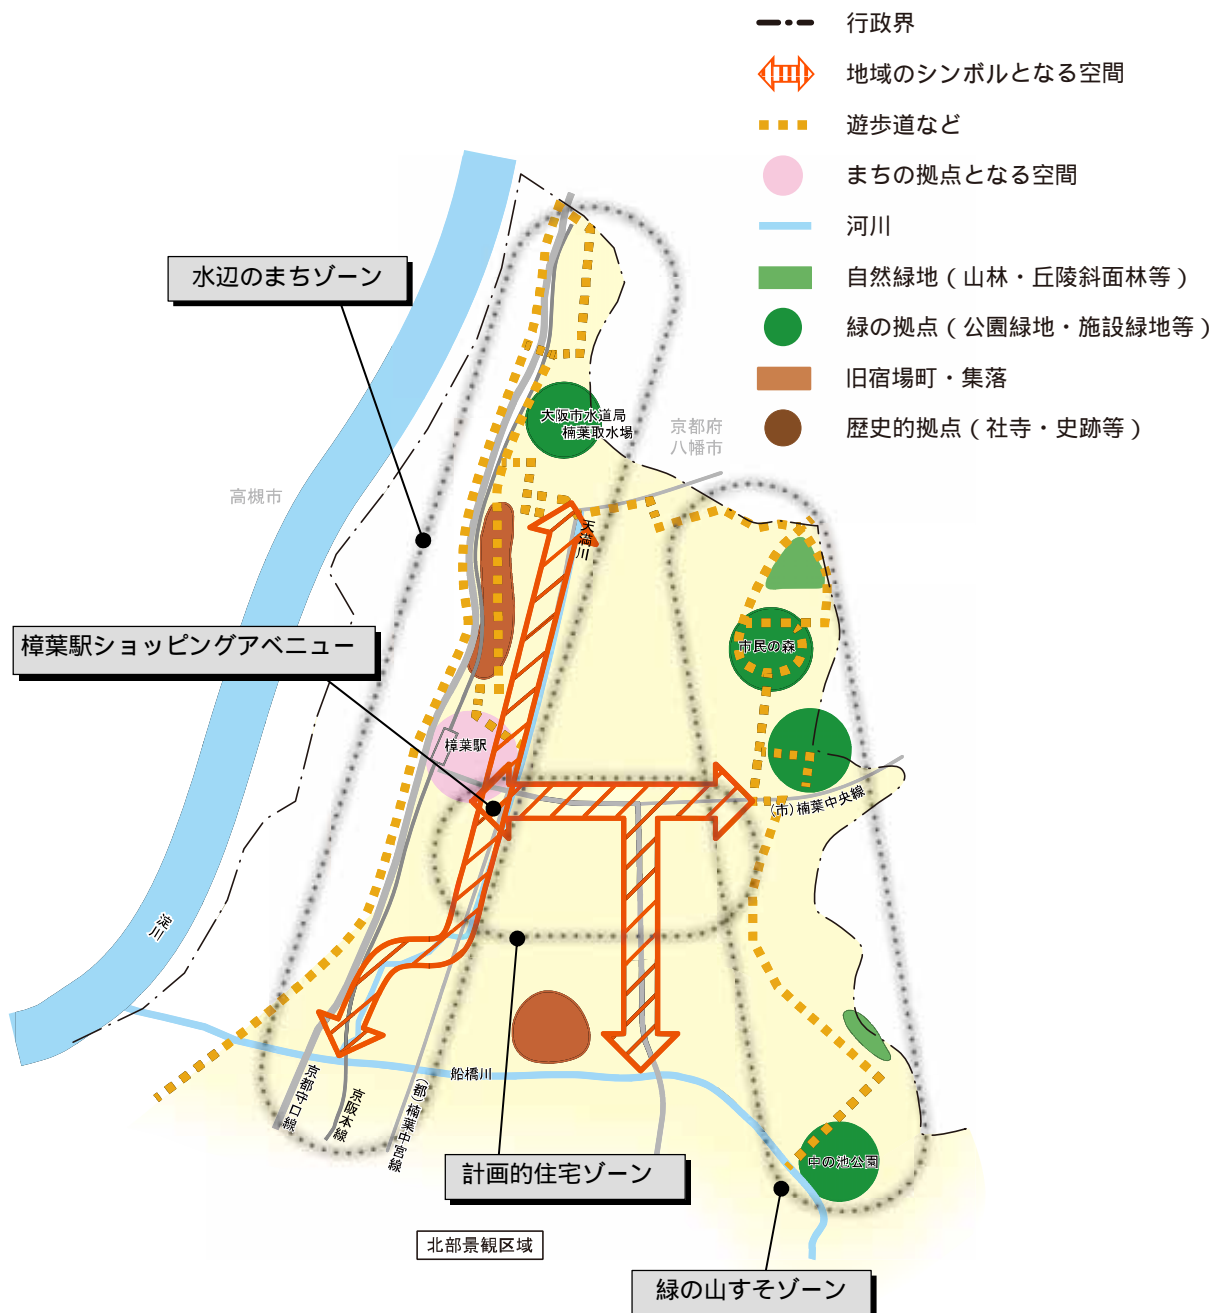 行政界
地域のシンボルとなる空間
遊歩道など
まちの拠点となる空間
河川
自然緑地（山林・丘陵斜面林等）
緑の拠点（公園緑地・施設緑地等）
旧宿場町・集落
歴史的拠点（社寺・史跡等）
水辺のまちゾーン
大阪市水道局
楠葉取水場
京都府
八幡市
高槻市
天満川
樟葉駅ショッピングアベニュー
市民の森
樟葉駅
(市)楠葉中央線
淀川
船橋川
京都守口線
京阪本線
(都)楠葉中宮線
計画的住宅ゾーン
中の池公園
北部景観区域
緑の山すそゾーン